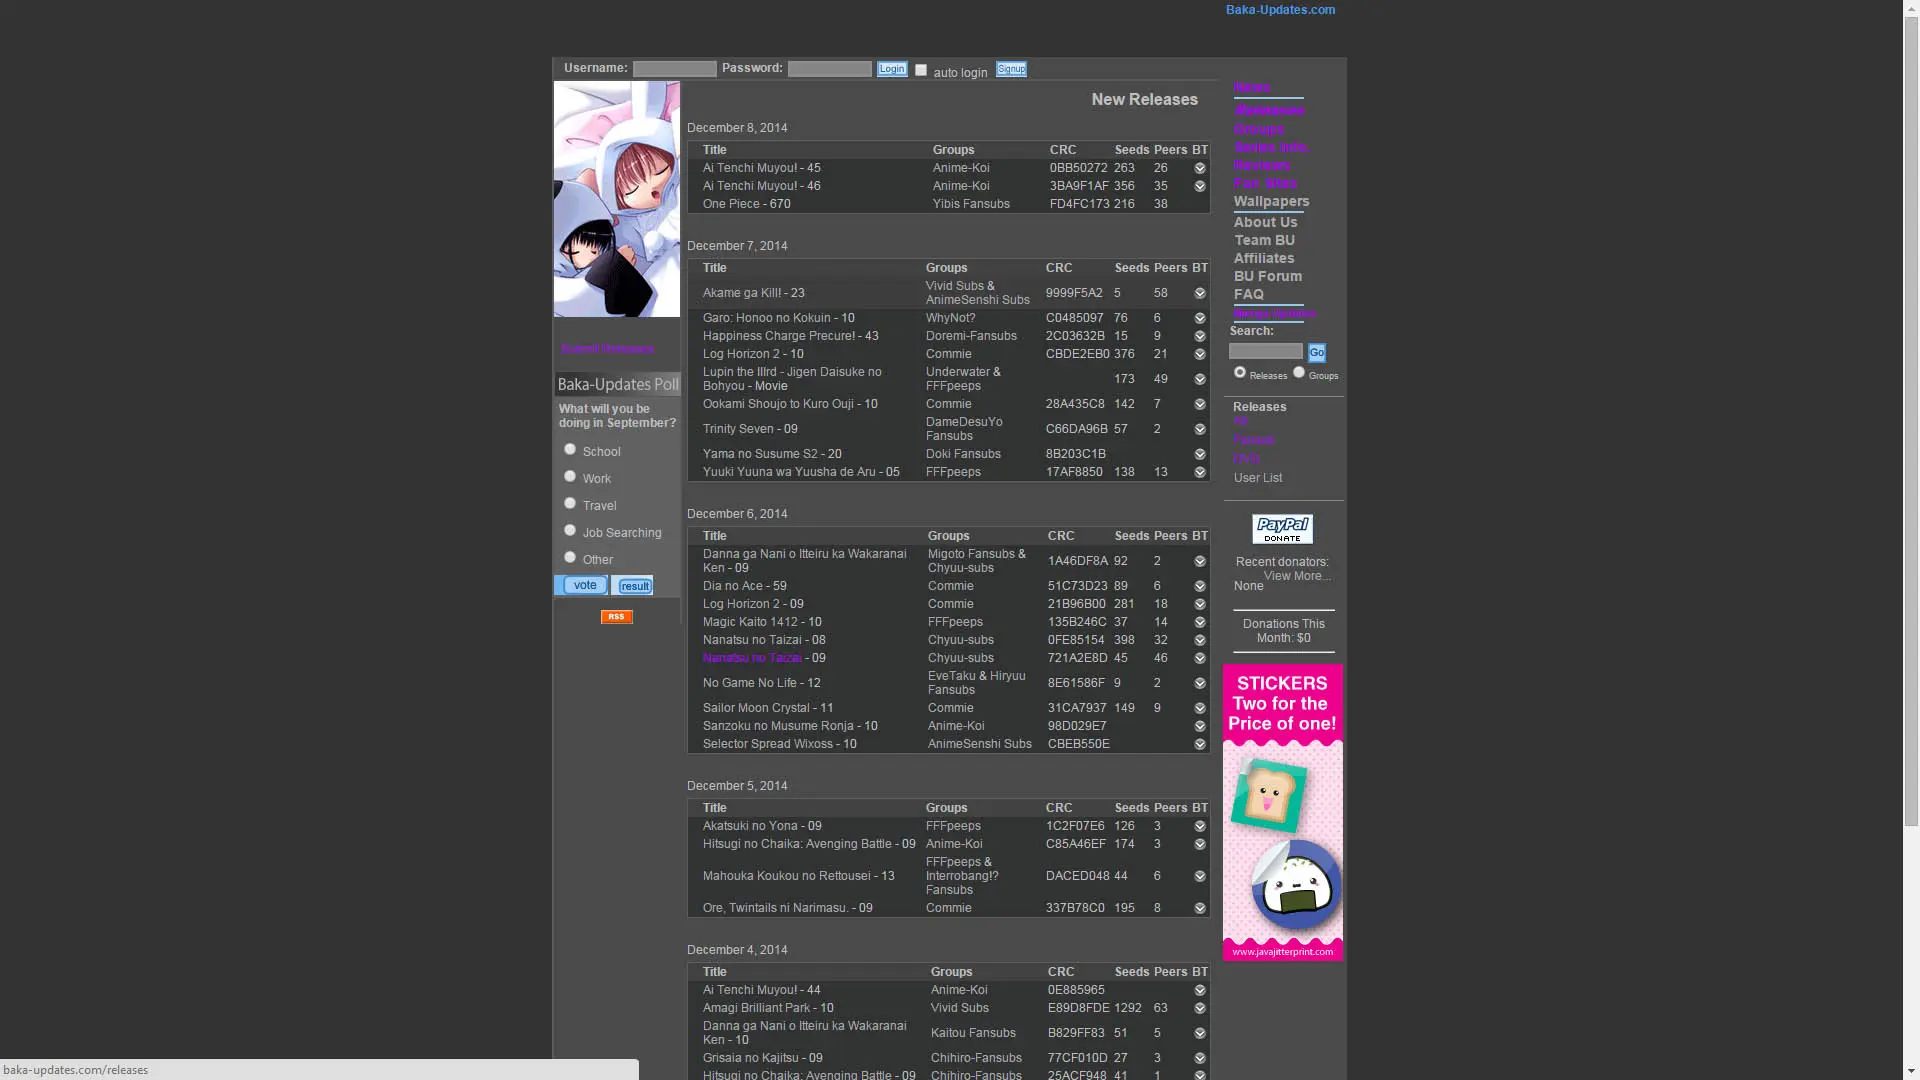 Baka-Updates.com
Username: Password: Login auto login Signup
New Releases
December 8, 2014
Title Groups CRC Seeds Peers BT
Ai Tenchi Muyou! - 45 Anime-Koi 0BB50272 263 26
Ai Tenchi Muyou! - 46 Anime-Koi 3BA9F1AF 356 35
One Piece - 670 Yibis Fansubs FD4FC173 216 38
December 7, 2014
Title Groups CRC Seeds Peers BT
Akame ga Kill! - 23 Vivid Subs & AnimeSenshi Subs 9999F5A2 5 58
Garo: Honoo no Kokuin - 10 WhyNot? C0485097 76 6
Happiness Charge Precure! - 43 Doremi-Fansubs 2C03632B 15 9
Log Horizon 2 - 10 Commie CBDE2EB0 376 21
Lupin the IIIrd - Jigen Daisuke no Bohyou - Movie Underwater & FFFpeeps 173 49
Ookami Shoujo to Kuro Ouji - 10 Commie 28A435C8 142 7
Trinity Seven - 09 DameDesuYo Fansubs C66DA96B 57 2
Yama no Susume S2 - 20 Doki Fansubs 8B203C1B
Yuuki Yuuna wa Yuusha de Aru - 05 FFFpeeps 17AF8850 138 13
December 6, 2014
Title Groups CRC Seeds Peers BT
Danna ga Nani o Itteiru ka Wakaranai Ken - 09 Migoto Fansubs & Chyuu-subs 1A46DF8A 92 2
Dia no Ace - 59 Commie 51C73D23 89 6
Log Horizon 2 - 09 Commie 21B96B00 281 18
Magic Kaito 1412 - 10 FFFpeeps 135B246C 37 14
Nanatsu no Taizai - 08 Chyuu-subs 0FE85154 398 32
Nanatsu no Taizai - 09 Chyuu-subs 721A2E8D 45 46
No Game No Life - 12 EveTaku & Hiryuu Fansubs 8E61586F 9 2
Sailor Moon Crystal - 11 Commie 31CA7937 149 9
Sanzoku no Musume Ronja - 10 Anime-Koi 98D029E7
Selector Spread Wixoss - 10 AnimeSenshi Subs CBEB550E
December 5, 2014
Title Groups CRC Seeds Peers BT
Akatsuki no Yona - 09 FFFpeeps 1C2F07E6 126 3
Hitsugi no Chaika: Avenging Battle - 09 Anime-Koi C85A46EF 174 3
Mahouka Koukou no Rettousei - 13 FFFpeeps & Interrobang!? Fansubs DACED048 44 6
Ore, Twintails ni Narimasu. - 09 Commie 337B78C0 195 8
December 4, 2014
Title Groups CRC Seeds Peers BT
Ai Tenchi Muyou! - 44 Anime-Koi 0E885965
Amagi Brilliant Park - 10 Vivid Subs E89D8FDE 1292 63
Danna ga Nani o Itteiru ka Wakaranai Ken - 10 Kaitou Fansubs B829FF83 51 5
Grisaia no Kajitsu - 09 Chihiro-Fansubs 77CF010D 27 3
Hitsugi no Chaika: Avenging Battle - 09 Chihiro-Fansubs 25ACF948 41 1
Baka-Updates Poll
What will you be
doing in September?
School
Work
Travel
Job Searching
Other
vote result
RSS
Groups
Fan Sites
Wallpapers
About Us
Team BU
Affiliates
BU Forum
FAQ
Search:
Go
Releases Groups
Releases
User List
PayPal
DONATE
Recent donators:
View More...
None
Donations This
Month: $0
STICKERS
Two for the
Price of one!
www.javajitterprint.com
baka-updates.com/releases